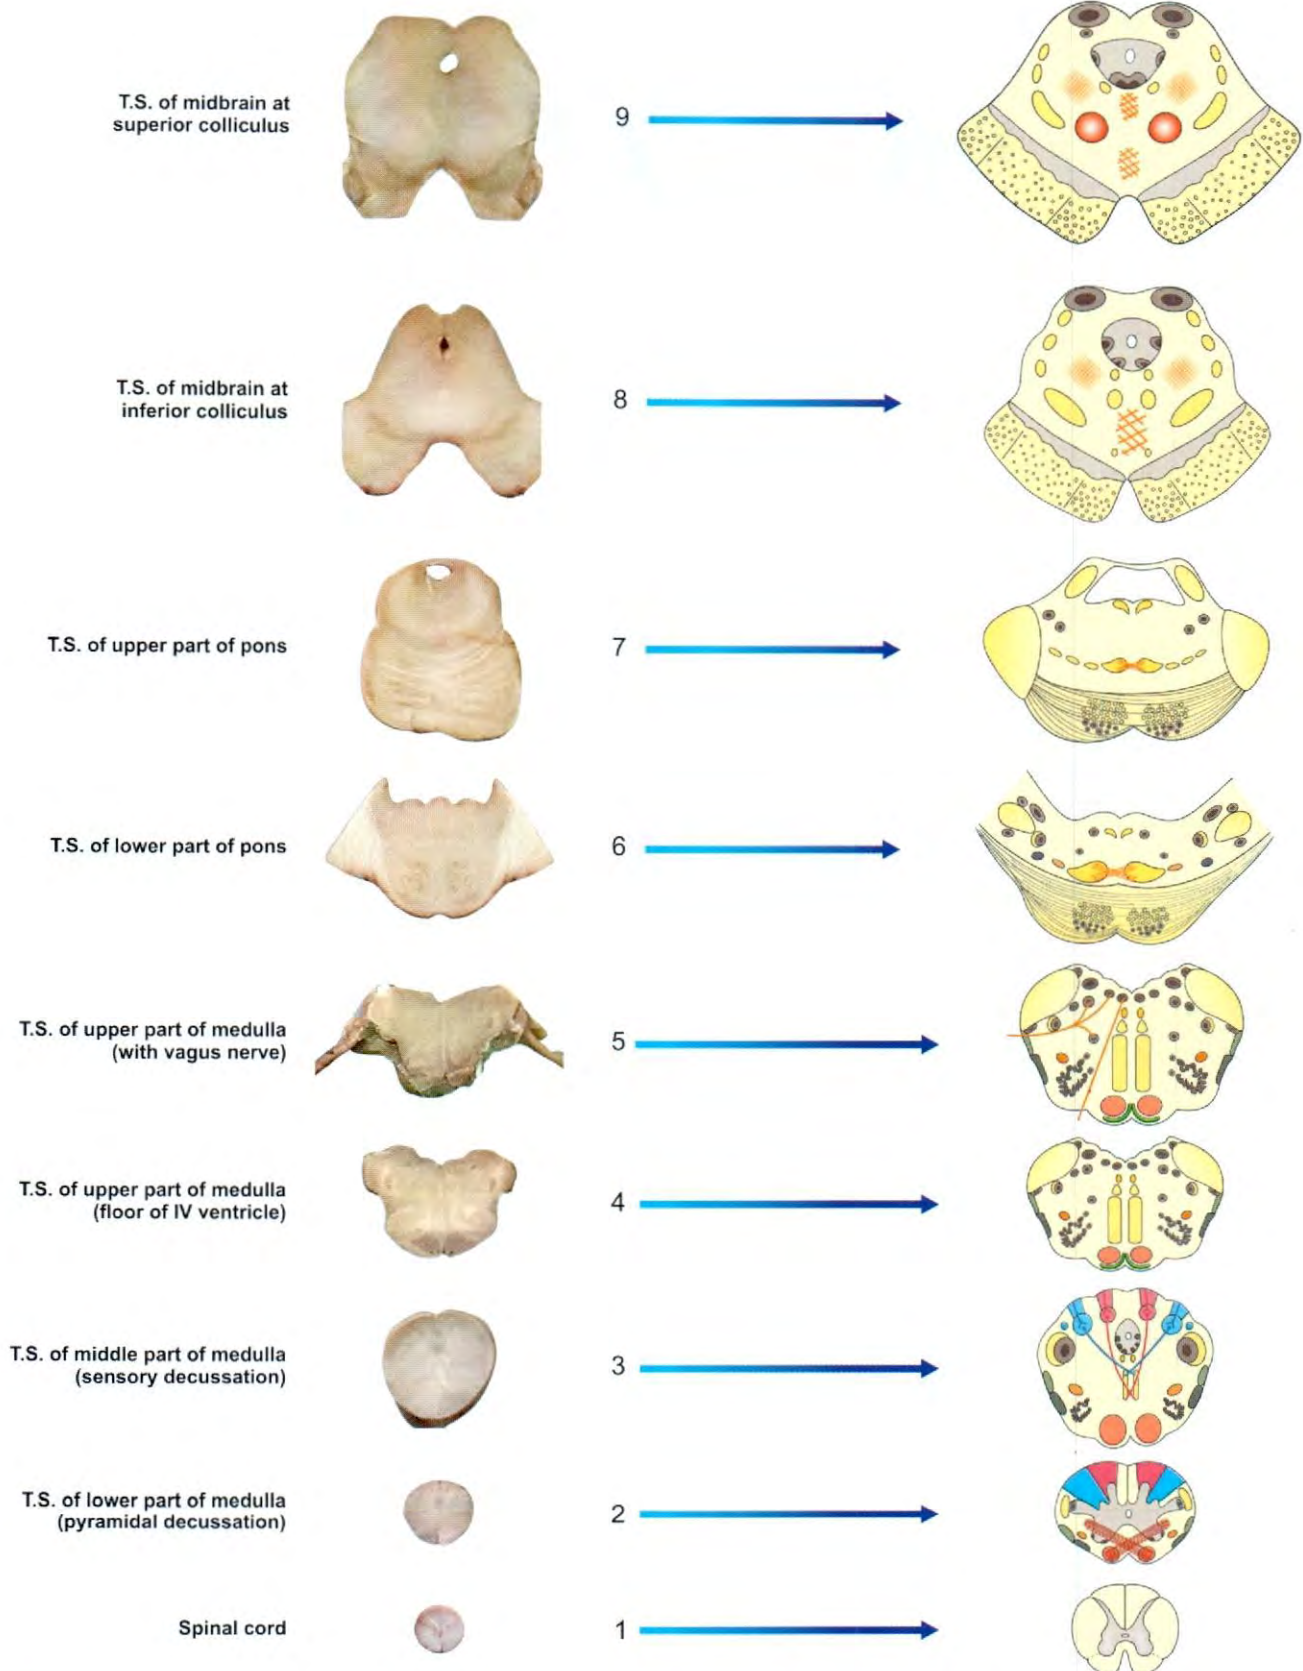 T.S. of midbrain at
superior colliculus
9
T.S. of midbrain at
inferior colliculus
8
T.S. of upper part of pons
7
T.S. of lower part of pons
6
T.S. of upper part of medulla
(with vagus nerve)
5
T.S. of upper part of medulla
(floor of IV ventricle)
4
T.S. of middle part of medulla
(sensory decussation)
3
T.S. of lower part of medulla
(pyramidal decussation)
2
Spinal cord
1